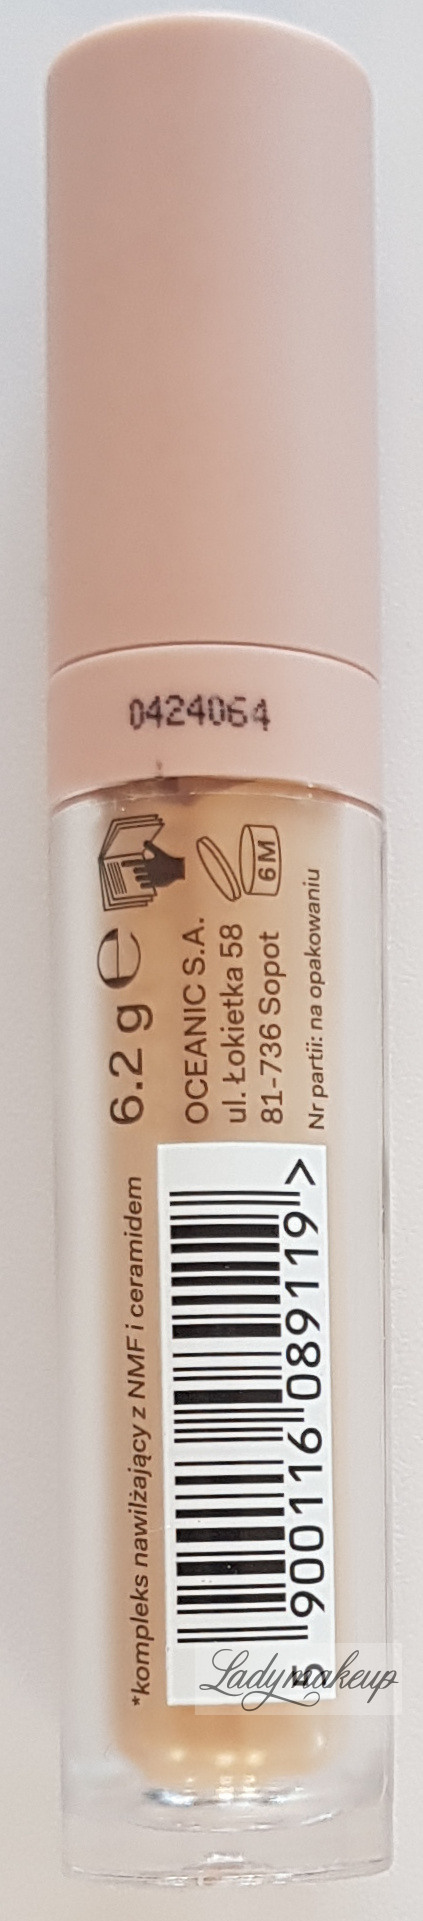 0424064
6.2 g e
6M
OCEANIC S.A.
ul. Łokietka 58
81-736 Sopot
Nr partii: na opakowaniu
*kompleks nawilżający z NMF i ceramidem
5 900116 089119 >
Ladymakeup